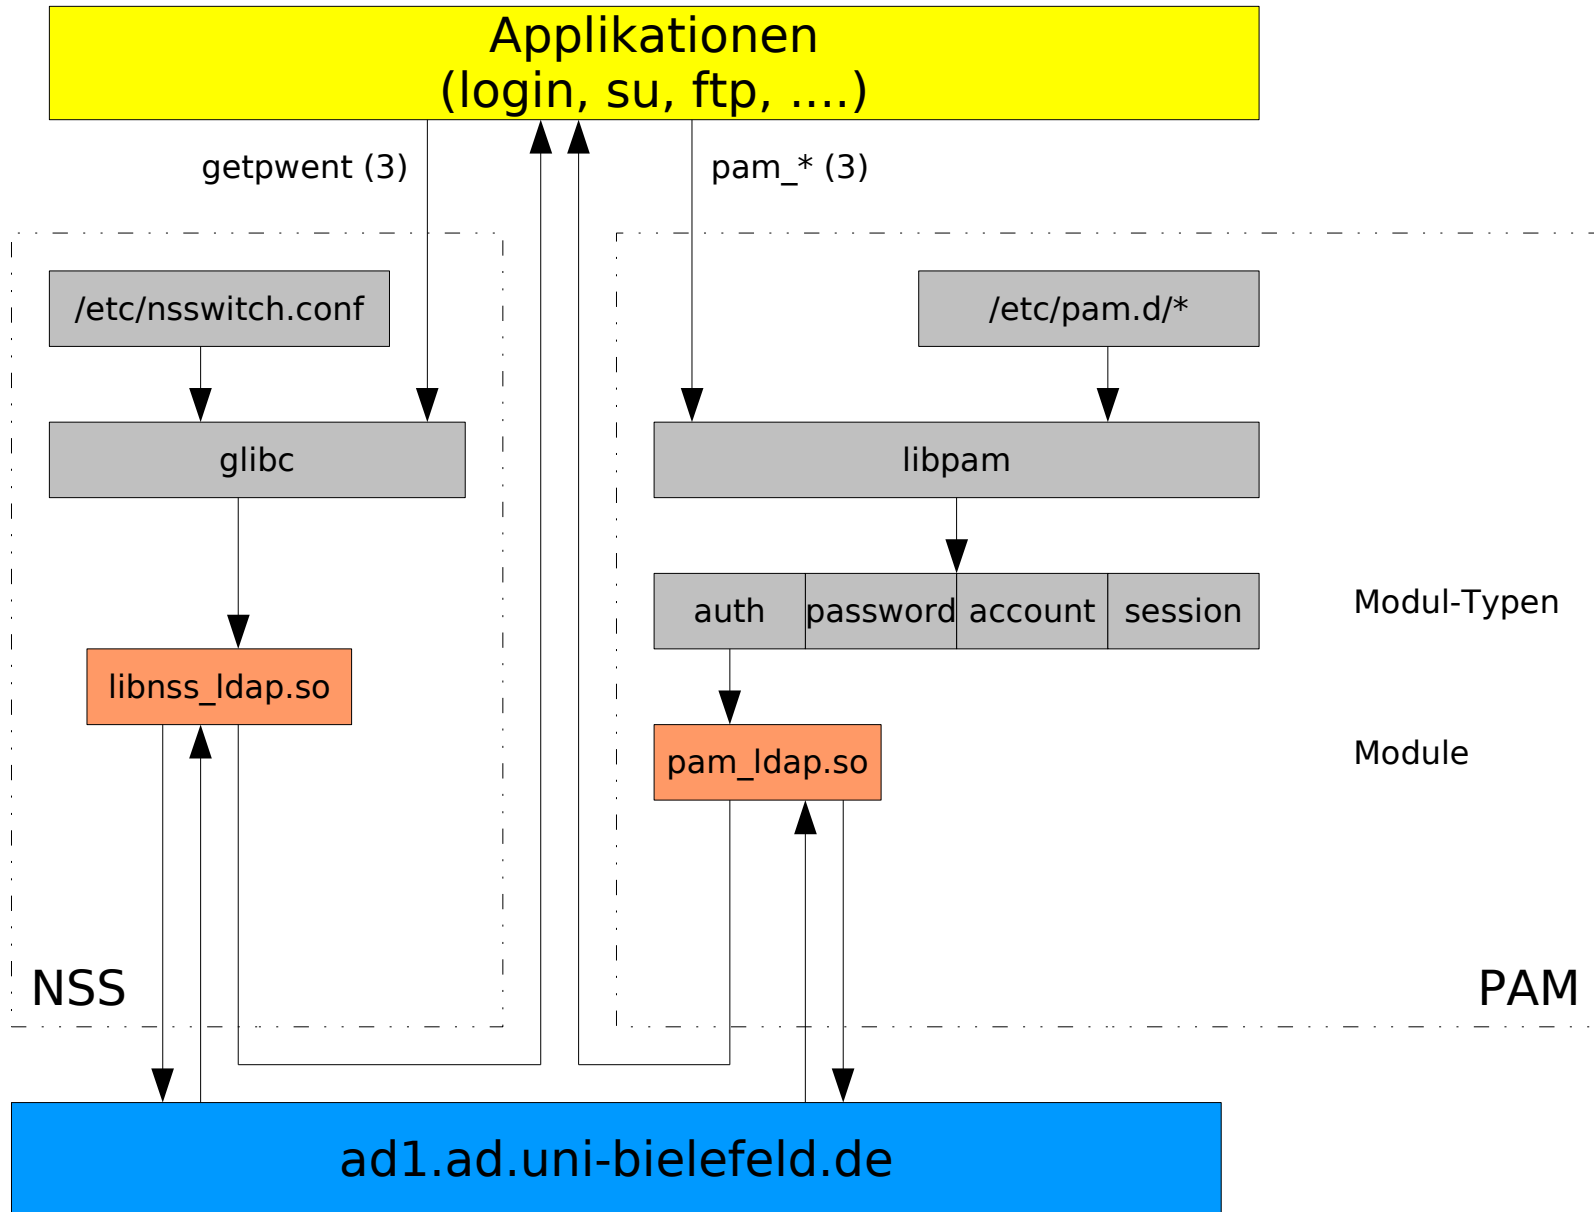 Applikationen
(login, su, ftp, ....)
getpwent (3)
pam_* (3)
/etc/nsswitch.conf
/etc/pam.d/*
glibc
libpam
auth
password
account
session
Modul-Typen
libnss_ldap.so
pam_ldap.so
Module
NSS
PAM
ad1.ad.uni-bielefeld.de